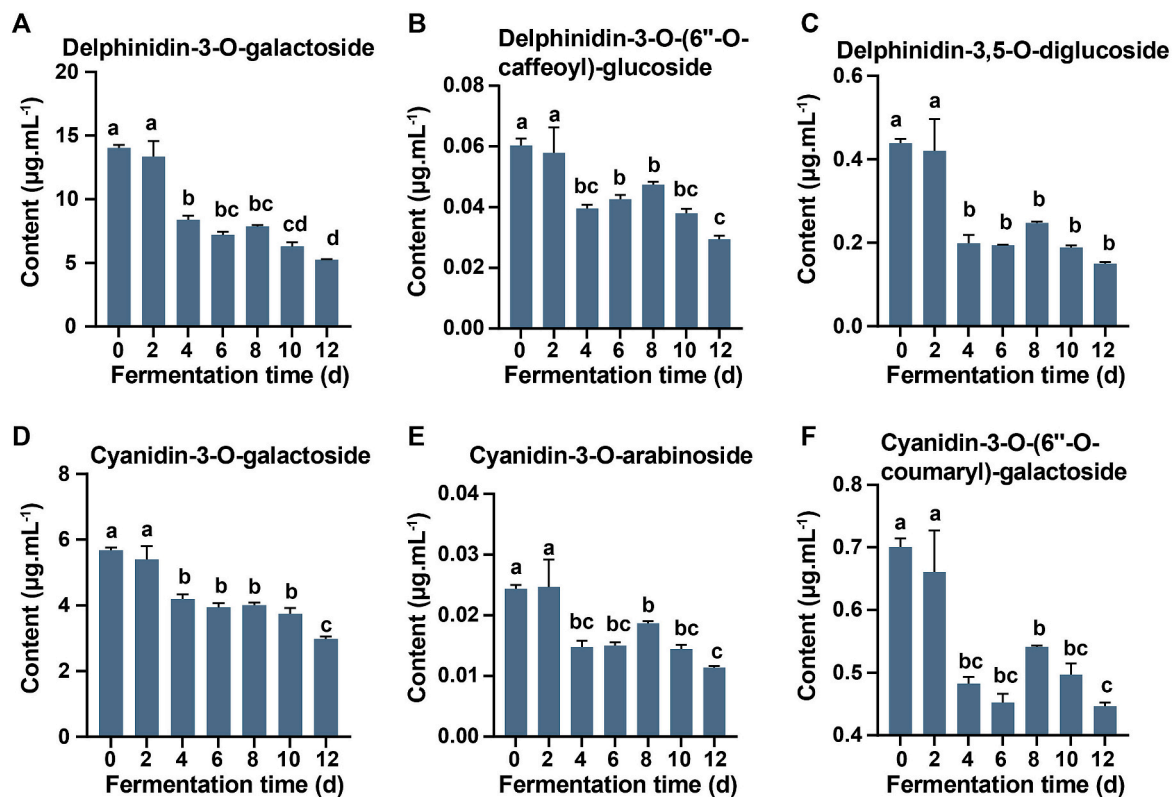 A
Delphinidin-3-O-galactoside
Content (µg.mL⁻¹)
20
15
10
5
0
a a b bc bc cd d
0 2 4 6 8 10 12
Fermentation time (d)
B
Delphinidin-3-O-(6"-O-
caffeoyl)-glucoside
Content (µg.mL⁻¹)
0.08
0.06
0.04
0.02
0.00
a a bc b b bc c
0 2 4 6 8 10 12
Fermentation time (d)
C
Delphinidin-3,5-O-diglucoside
Content (µg.mL⁻¹)
0.6
0.4
0.2
0.0
a a b b b b b
0 2 4 6 8 10 12
Fermentation time (d)
D
Cyanidin-3-O-galactoside
Content (µg.mL⁻¹)
8
6
4
2
0
a a b b b b c
0 2 4 6 8 10 12
Fermentation time (d)
E
Cyanidin-3-O-arabinoside
Content (µg.mL⁻¹)
0.04
0.03
0.02
0.01
0.00
a a bc bc b bc c
0 2 4 6 8 10 12
Fermentation time (d)
F
Cyanidin-3-O-(6"-O-
coumaryl)-galactoside
Content (µg.mL⁻¹)
0.8
0.7
0.6
0.5
0.4
a a bc bc b bc c
0 2 4 6 8 10 12
Fermentation time (d)